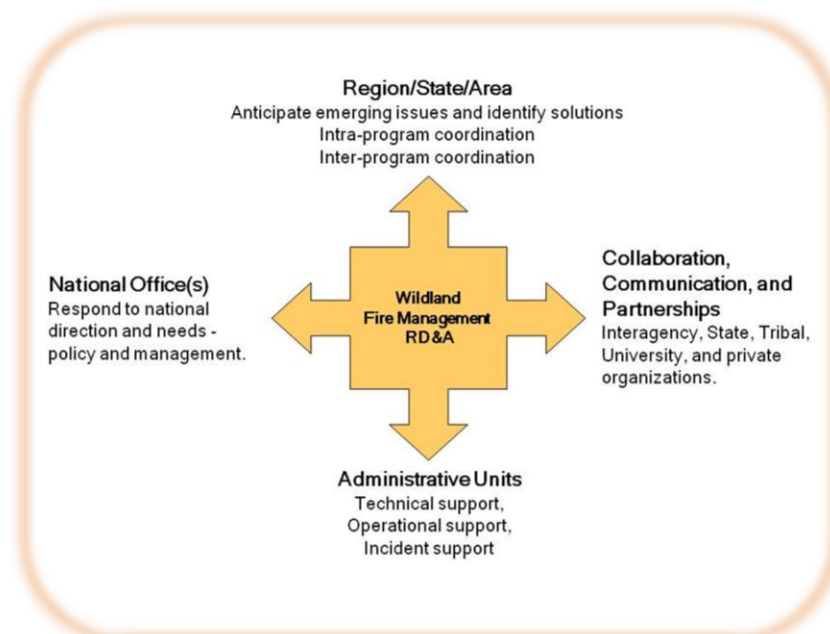 Region/State/Area
Anticipate emerging issues and identify solutions
Intra-program coordination
Inter-program coordination
National Office(s)
Respond to national
direction and needs -
policy and management.
Wildland
Fire Management
RD&A
Collaboration,
Communication, and
Partnerships
Interagency, State, Tribal,
University, and private
organizations.
Administrative Units
Technical support,
Operational support,
Incident support